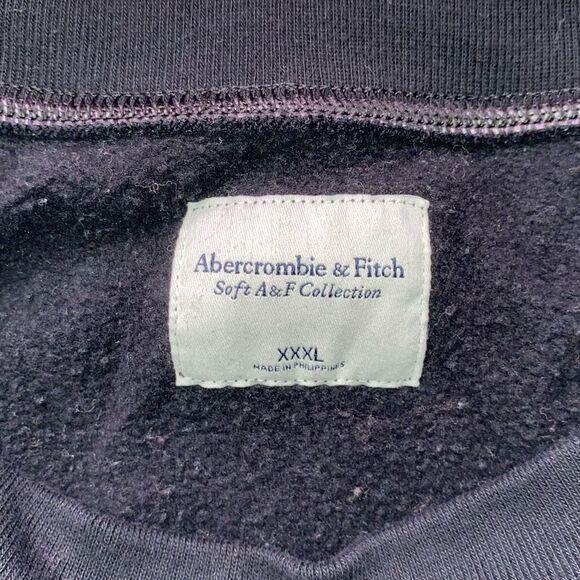 Abercrombie & Fitch
Soft A&F Collection
XXXL
MADE IN PHILIPPINES